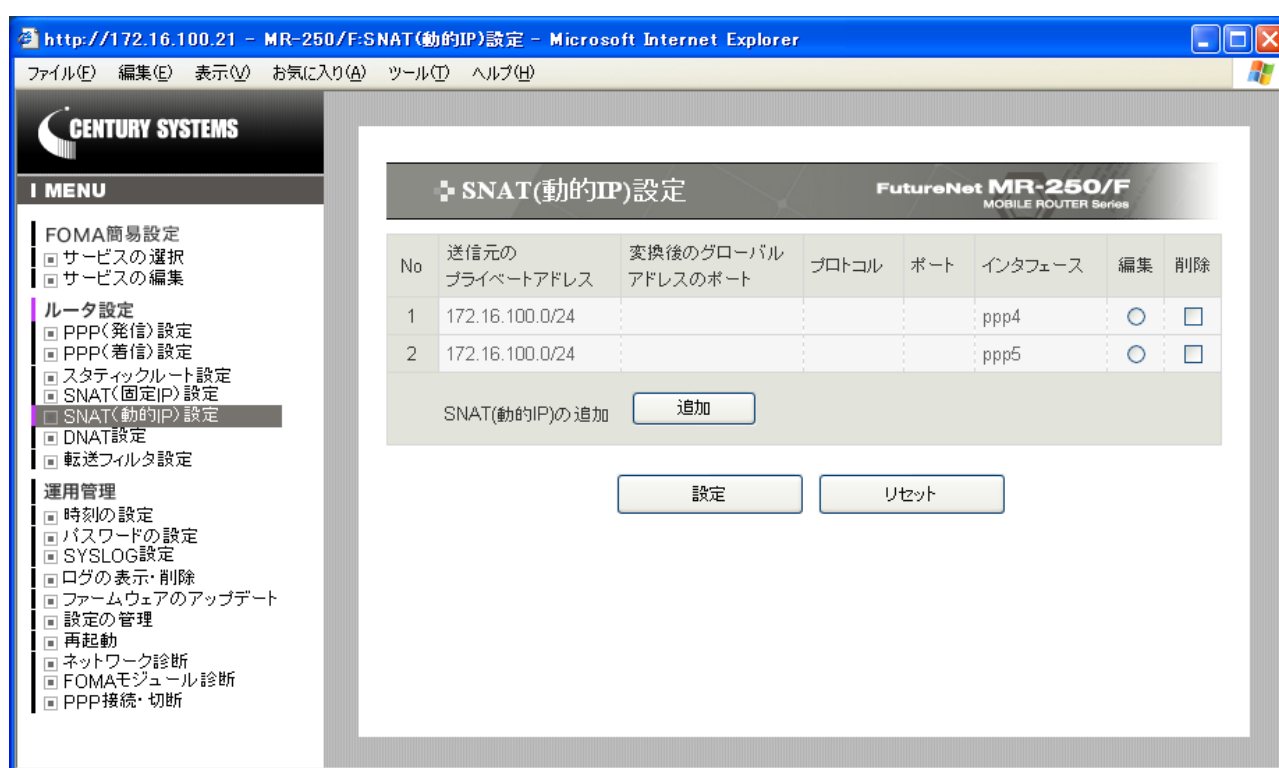 http://172.16.100.21 - MR-250/F:SNAT(動的IP)設定 - Microsoft Internet Explorer
ファイル(F) 編集(E) 表示(V) お気に入り(A) ツール(T) ヘルプ(H)
CENTURY SYSTEMS
MENU
FOMA簡易設定
サービスの選択
サービスの編集
ルータ設定
PPP(発信)設定
PPP(着信)設定
スタティックルート設定
SNAT(固定IP)設定
SNAT(動的IP)設定
DNAT設定
転送フィルタ設定
運用管理
時刻の設定
パスワードの設定
SYSLOG設定
ログの表示・削除
ファームウェアのアップデート
設定の管理
再起動
ネットワーク診断
FOMAモジュール診断
PPP接続・切断
SNAT(動的IP)設定
FutureNet MR-250/F
MOBILE ROUTER Series
No 送信元のプライベートアドレス 変換後のグローバルアドレスのポート プロトコル ポート インタフェース 編集 削除
1 172.16.100.0/24 ppp4
2 172.16.100.0/24 ppp5
SNAT(動的IP)の追加 追加
設定 リセット